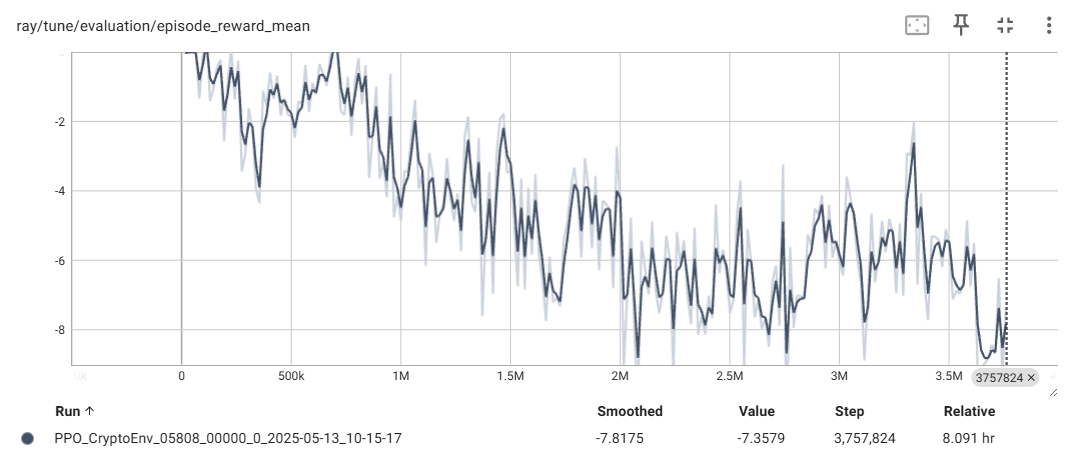 ray/tune/evaluation/episode_reward_mean
-2
-4
-6
-8
0 500k 1M 1.5M 2M 2.5M 3M 3.5M 3757824 ×
Run ↑ Smoothed Value Step Relative
PPO_CryptoEnv_05808_00000_0_2025-05-13_10-15-17 -7.8175 -7.3579 3,757,824 8.091 hr